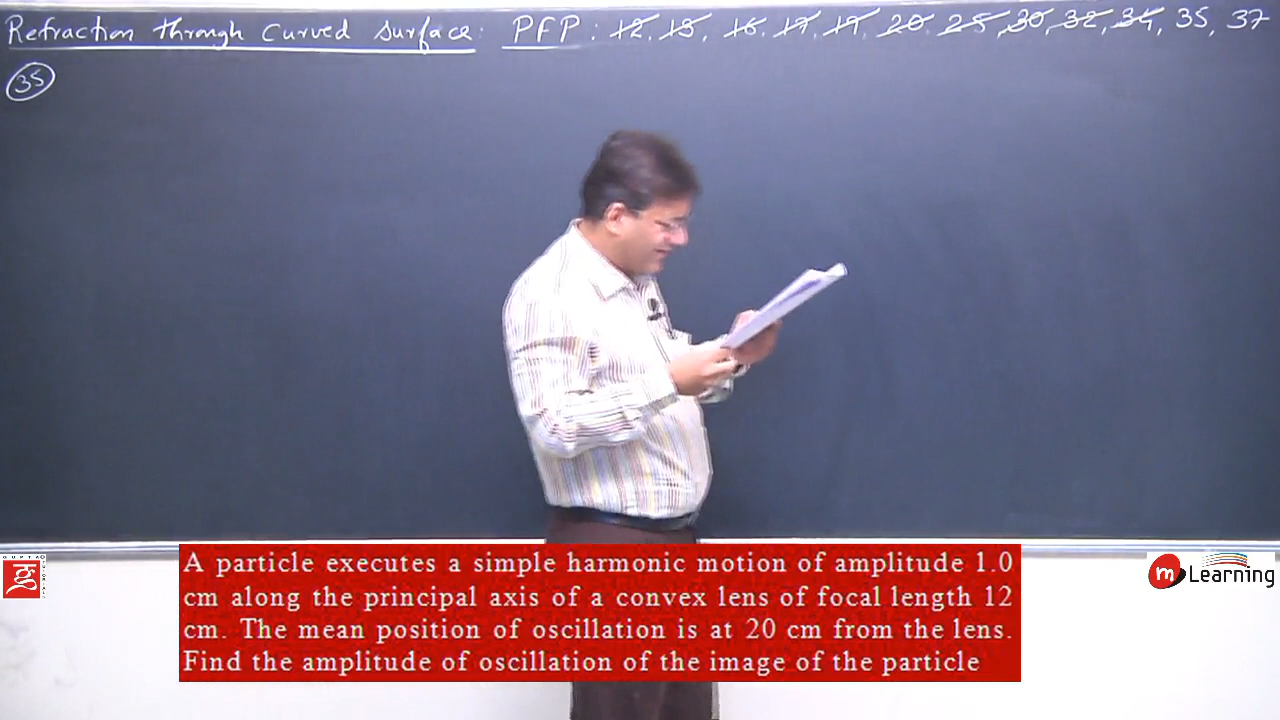 Refraction through Curved Surface: PFP: 12, 15, 16, 17, 19, 20, 25, 30, 32, 34, 35, 37
35
A particle executes a simple harmonic motion of amplitude 1.0
cm along the principal axis of a convex lens of focal length 12
cm. The mean position of oscillation is at 20 cm from the lens.
Find the amplitude of oscillation of the image of the particle
m Learning